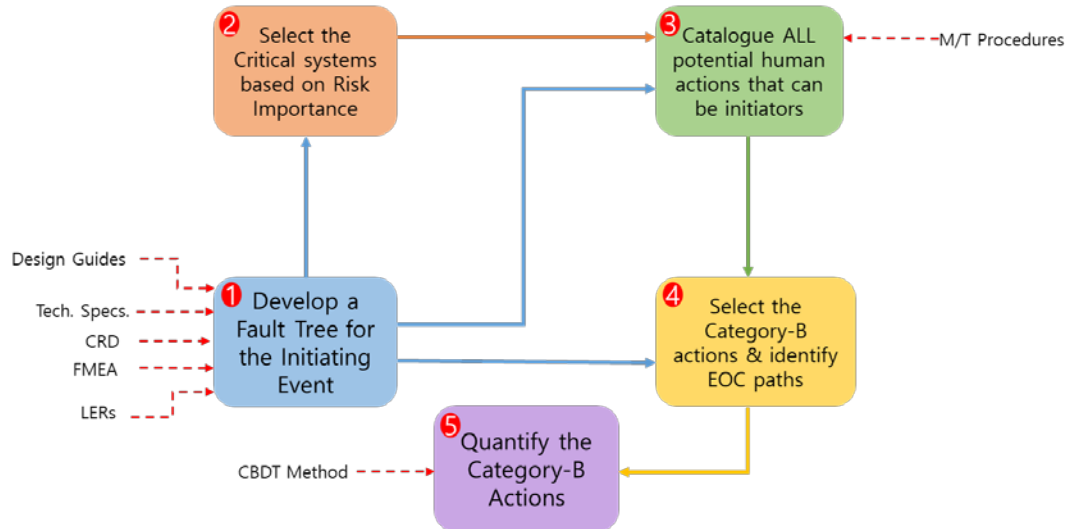 2
Select the
Critical systems
based on Risk
Importance
3
Catalogue ALL
potential human
actions that can
be initiators
M/T Procedures
Design Guides
Tech. Specs.
CRD
FMEA
LERs
1
Develop a
Fault Tree for
the Initiating
Event
4
Select the
Category-B
actions & identify
EOC paths
5
Quantify the
Category-B
Actions
CBDT Method